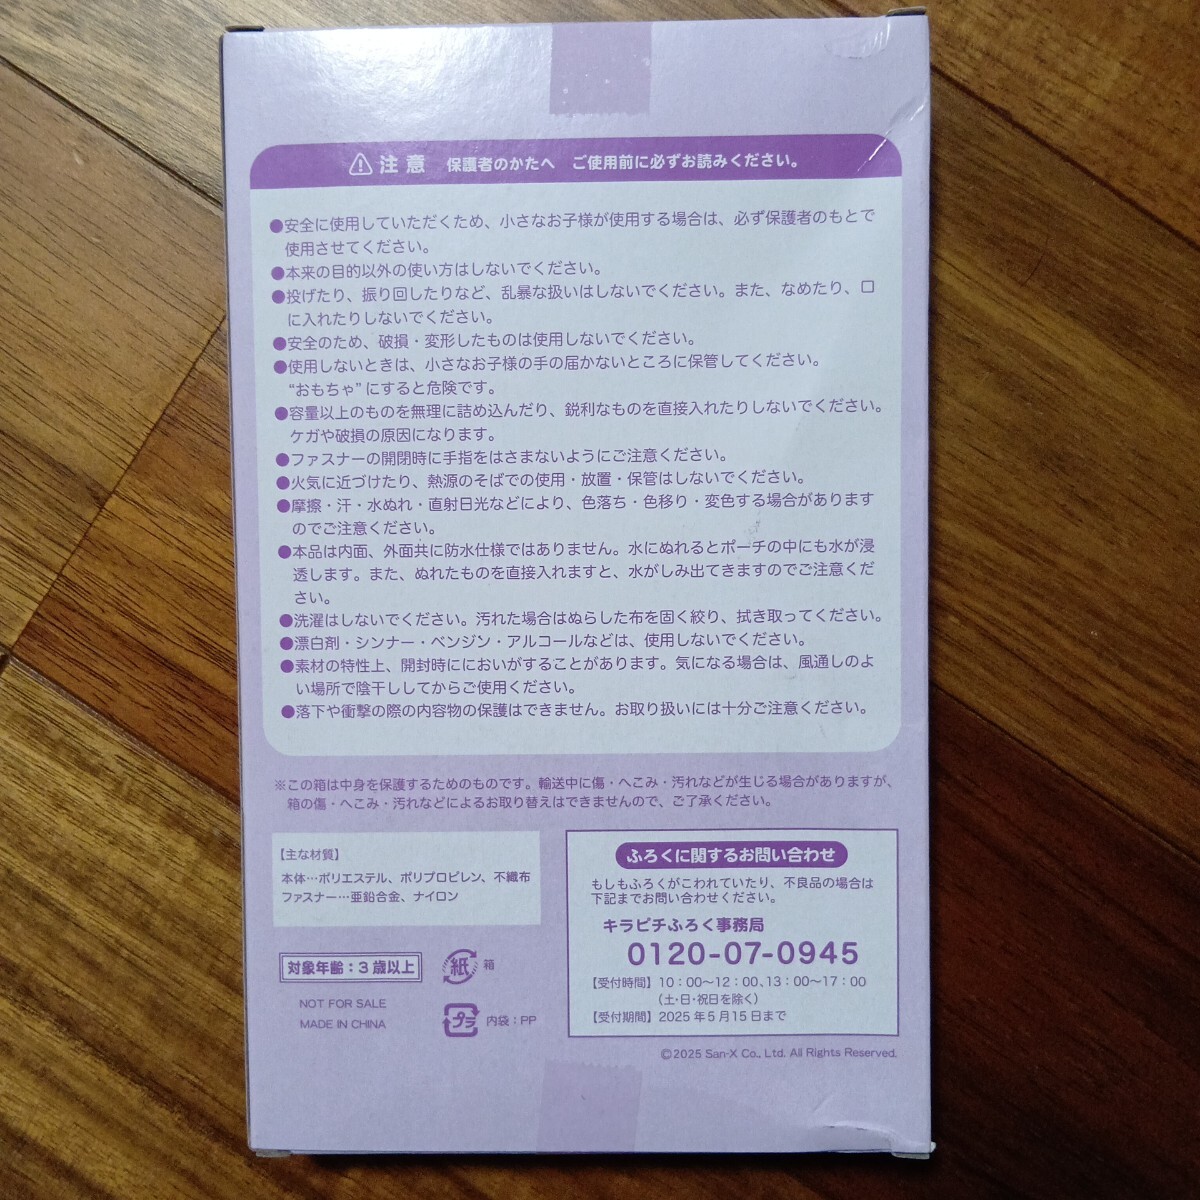 注意 保護者のかたへ ご使用前に必ずお読みください。
●安全に使用していただくため、小さなお子様が使用する場合は、必ず保護者のもとで
使用させてください。
●本来の目的以外の使い方はしないでください。
●投げたり、振り回したりなど、乱暴な扱いはしないでください。また、なめたり、口
に入れたりしないでください。
●安全のため、破損・変形したものは使用しないでください。
●使用しないときは、小さなお子様の手の届かないところに保管してください。
“おもちゃ”にすると危険です。
●容量以上のものを無理に詰め込んだり、鋭利なものを直接入れたりしないでください。
ケガや破損の原因になります。
●ファスナーの開閉時に手指をはさまないようにご注意ください。
●火気に近づけたり、熱源のそばでの使用・放置・保管はしないでください。
●摩擦・汗・水ぬれ・直射日光などにより、色落ち・色移り・変色する場合があります
のでご注意ください。
●本品は内面、外面共に防水仕様ではありません。水にぬれるとポーチの中にも水が浸
透します。また、ぬれたものを直接入れますと、水がしみ出てきますのでご注意くだ
さい。
●洗濯はしないでください。汚れた場合はぬらした布を固く絞り、拭き取ってください。
●漂白剤・シンナー・ベンジン・アルコールなどは、使用しないでください。
●素材の特性上、開封時ににおいがすることがあります。気になる場合は、風通しのよ
い場所で陰干ししてからご使用ください。
●落下や衝撃の際の内容物の保護はできません。お取り扱いには十分ご注意ください。
※この箱は中身を保護するためのものです。輸送中に傷・へこみ・汚れなどが生じる場合がありますが、
箱の傷・へこみ・汚れなどによるお取り替えはできませんので、ご了承ください。
【主な材質】
本体…ポリエステル、ポリプロピレン、不織布
ファスナー…亜鉛合金、ナイロン
対象年齢：3歳以上
紙 箱
NOT FOR SALE
MADE IN CHINA
プラ 内袋：PP
ふろくに関するお問い合わせ
もしもふろくがこわれていたり、不良品の場合は
下記までお問い合わせください。
キラピチふろく事務局
0120-07-0945
【受付時間】10：00〜12：00、13：00〜17：00
(土・日・祝日を除く)
【受付期間】2025年5月15日まで
©2025 San-X Co., Ltd. All Rights Reserved.